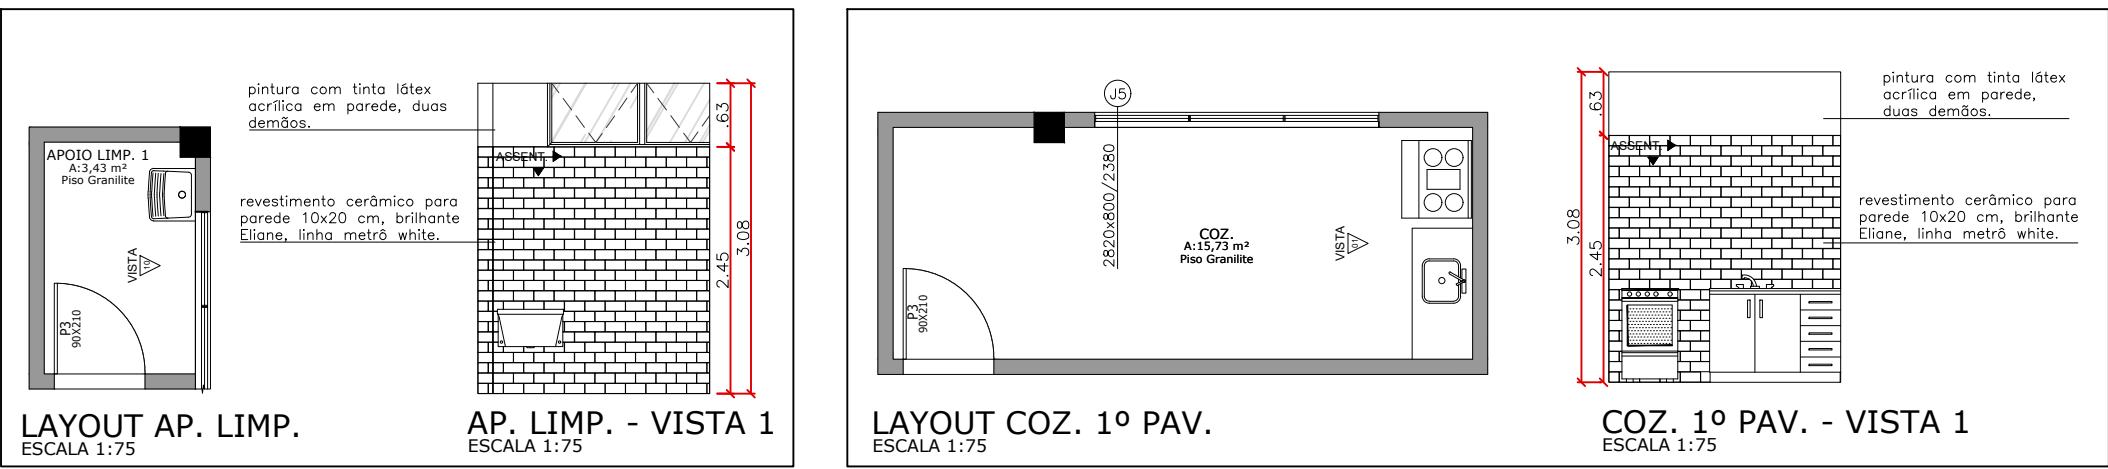 pintura com tinta látex
acrílica em parede, duas
demãos.
APOIO LIMP. 1
A:3,43 m²
Piso Granilite
revestimento cerâmico para
parede 10x20 cm, brilhante
Eliane, linha metrô white.
VISTA
10
P3
90X210
ASSENT.
.63
2.45
3.08
LAYOUT AP. LIMP.
ESCALA 1:75
AP. LIMP. - VISTA 1
ESCALA 1:75
J5
2820x800/2380
COZ.
A:15,73 m²
Piso Granilite
VISTA
01
P3
90X210
LAYOUT COZ. 1º PAV.
ESCALA 1:75
3.08
.63
2.45
ASSENT.
pintura com tinta látex
acrílica em parede,
duas demãos.
revestimento cerâmico para
parede 10x20 cm, brilhante
Eliane, linha metrô white.
COZ. 1º PAV. - VISTA 1
ESCALA 1:75